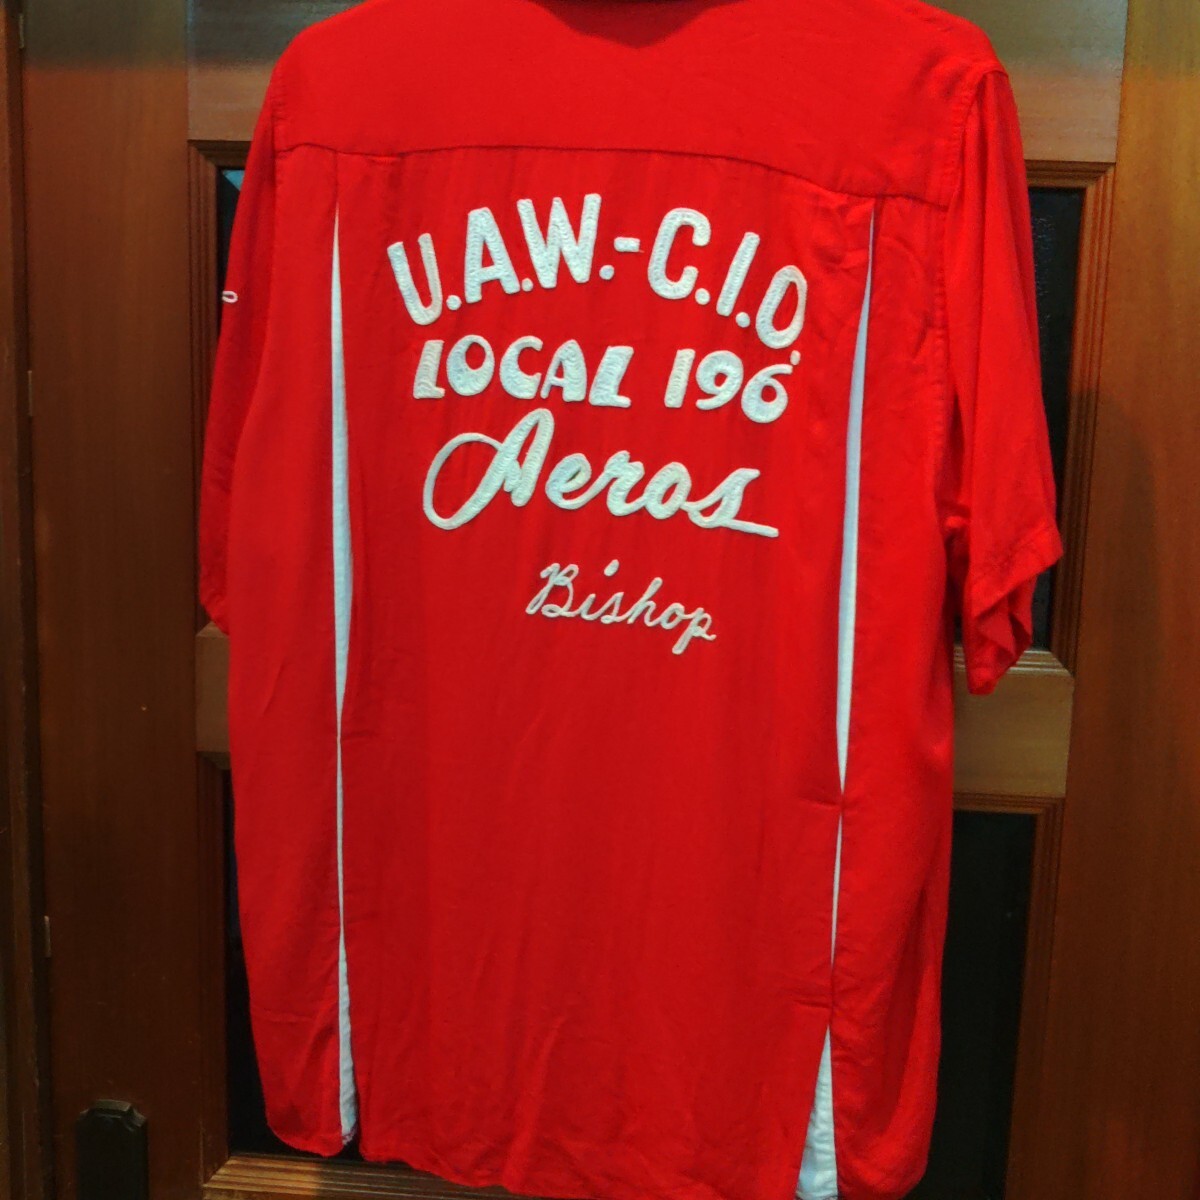 U.A.W.-C.I.O.
LOCAL 196
Aeros
Bishop